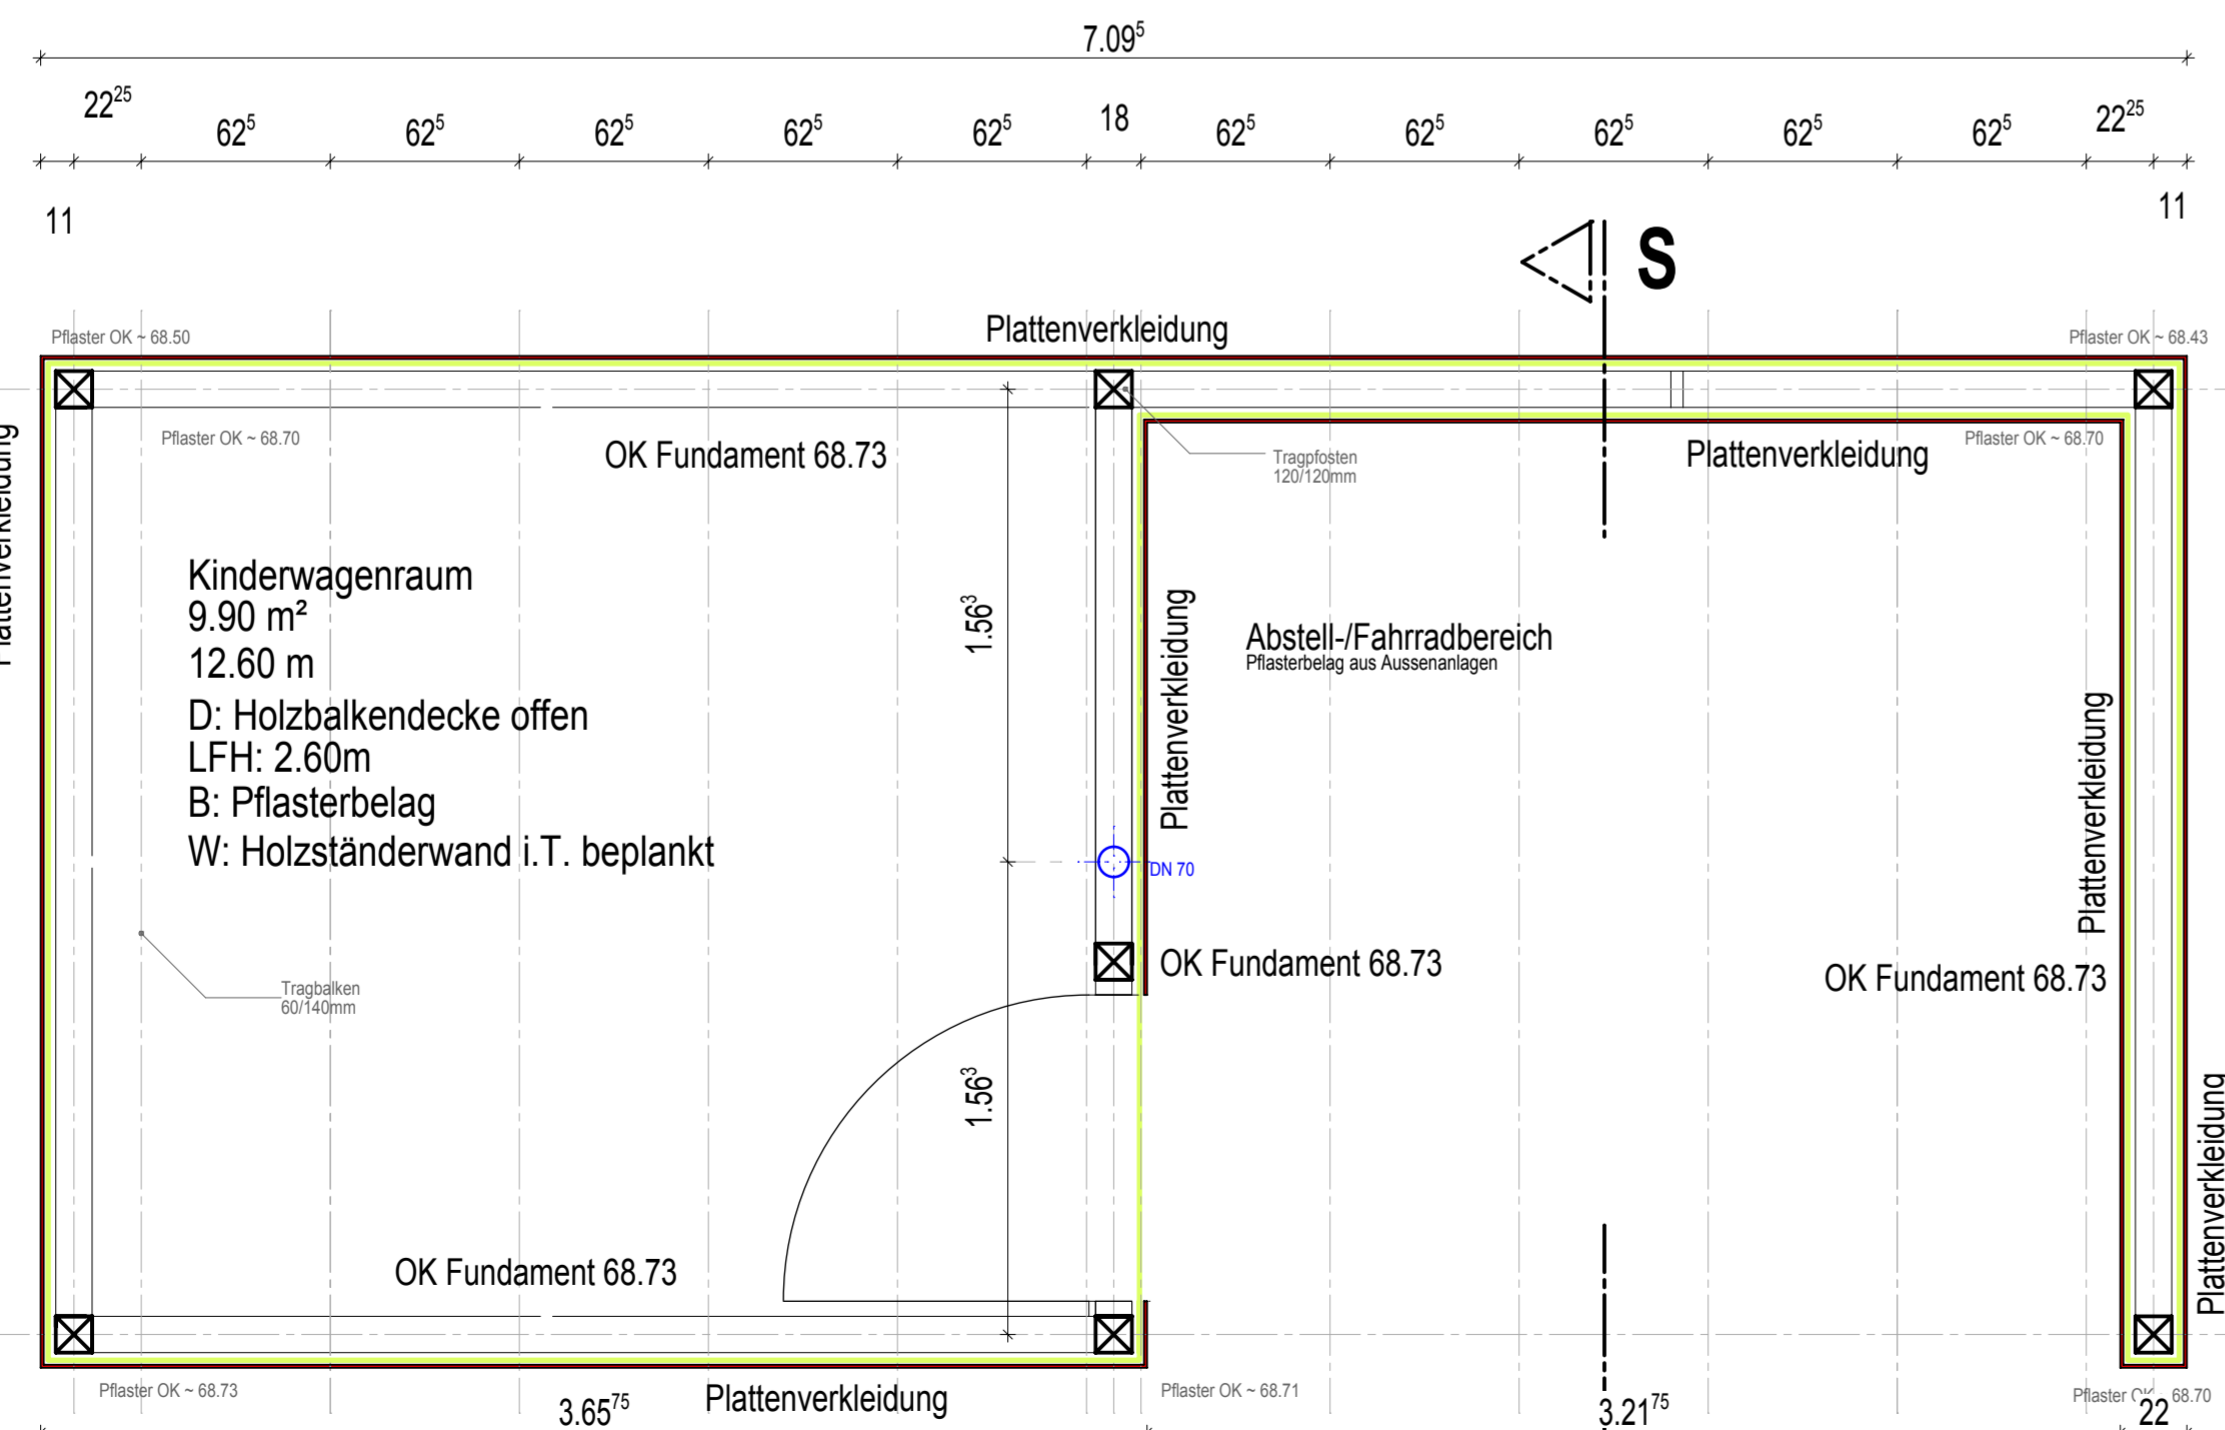 7.09⁵
22²⁵
62⁵ 62⁵ 62⁵ 62⁵ 62⁵ 18 62⁵ 62⁵ 62⁵ 62⁵ 62⁵ 22²⁵
11 11
S
Plattenverkleidung
Pflaster OK ~ 68.50
Pflaster OK ~ 68.43
Plattenverkleidung
Pflaster OK ~ 68.70
OK Fundament 68.73
Tragpfosten
120/120mm
Plattenverkleidung
Pflaster OK ~ 68.70
Kinderwagenraum
9.90 m²
12.60 m
D: Holzbalkendecke offen
LFH: 2.60m
B: Pflasterbelag
W: Holzständerwand i.T. beplankt
1.56³
Plattenverkleidung
Abstell-/Fahrradbereich
Pflasterbelag aus Aussenanlagen
Plattenverkleidung
DN 70
OK Fundament 68.73
OK Fundament 68.73
Tragbalken
60/140mm
1.56³
Plattenverkleidung
OK Fundament 68.73
Pflaster OK ~ 68.73
Plattenverkleidung
Pflaster OK ~ 68.71
Pflaster OK ~ 68.70
3.65⁷⁵
3.21⁷⁵
22